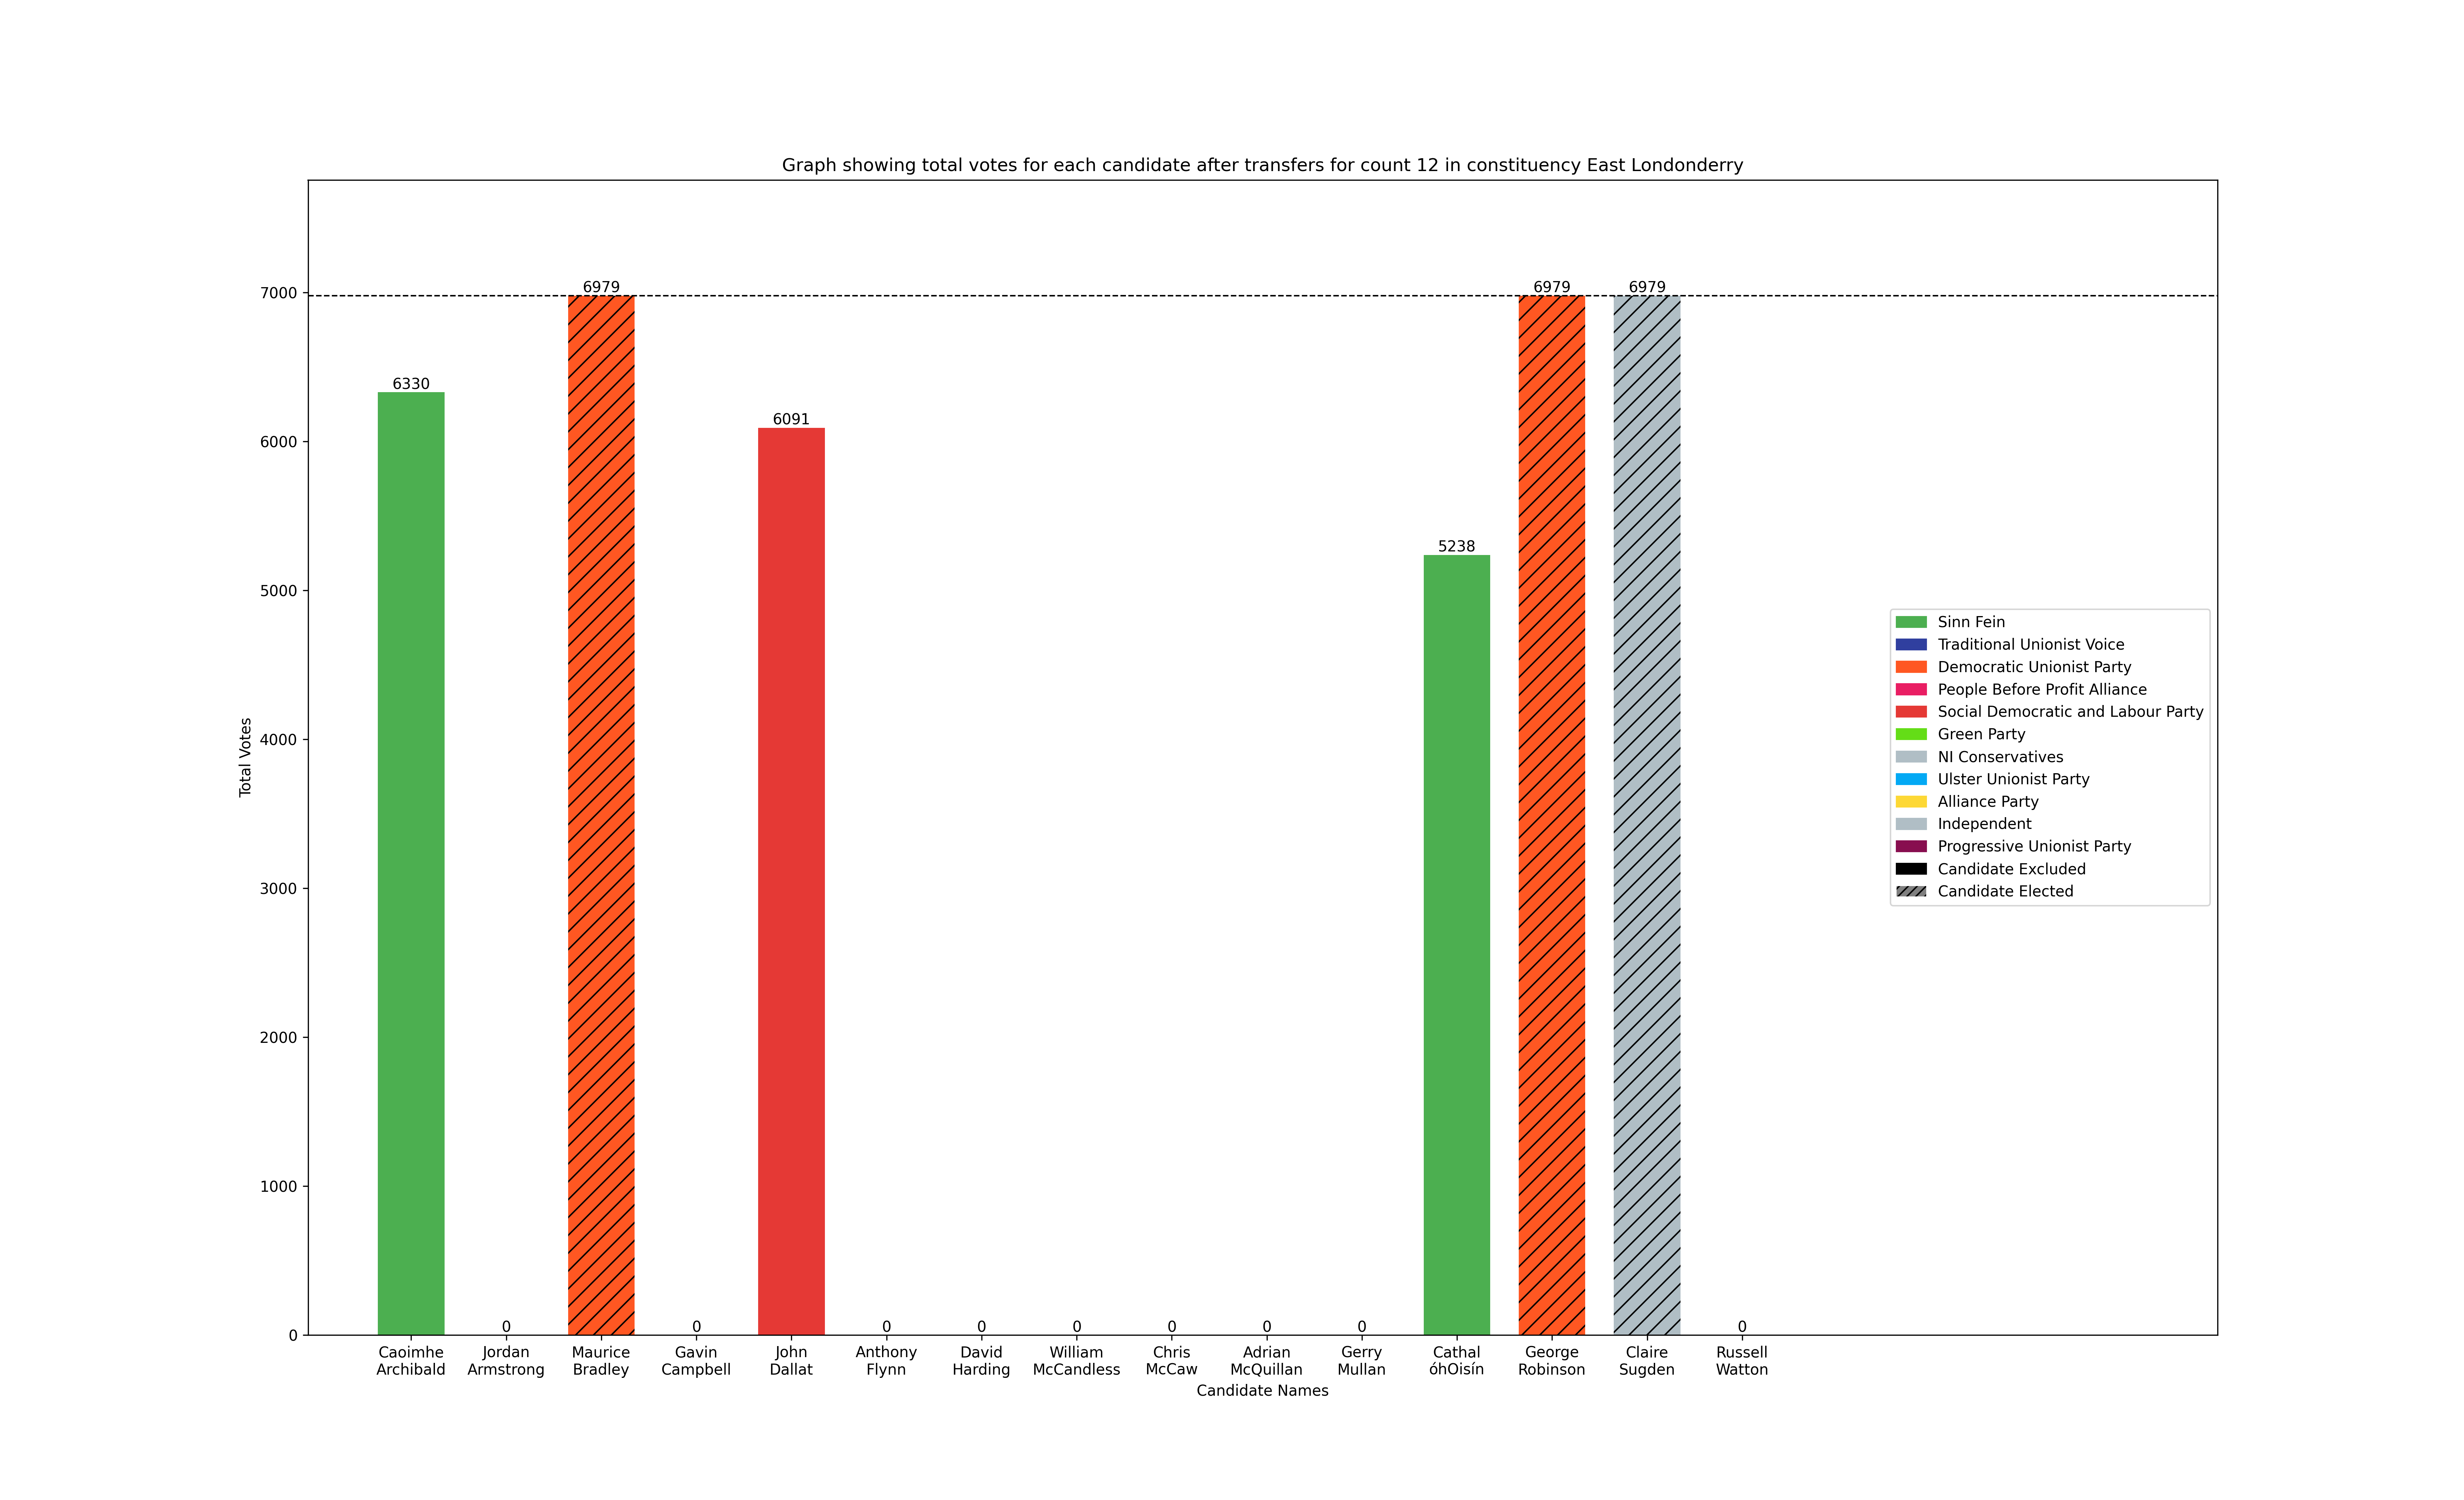 Graph showing total votes for each candidate after transfers for count 12 in constituency East Londonderry
7000
6000
5000
4000
3000
2000
1000
0
Total Votes
6330
0
6979
0
6091
0
0
0
0
0
0
5238
6979
6979
0
Caoimhe
Archibald
Jordan
Armstrong
Maurice
Bradley
Gavin
Campbell
John
Dallat
Anthony
Flynn
David
Harding
William
McCandless
Chris
McCaw
Adrian
McQuillan
Gerry
Mullan
Cathal
óhOisín
George
Robinson
Claire
Sugden
Russell
Watton
Candidate Names
Sinn Fein
Traditional Unionist Voice
Democratic Unionist Party
People Before Profit Alliance
Social Democratic and Labour Party
Green Party
NI Conservatives
Ulster Unionist Party
Alliance Party
Independent
Progressive Unionist Party
Candidate Excluded
Candidate Elected